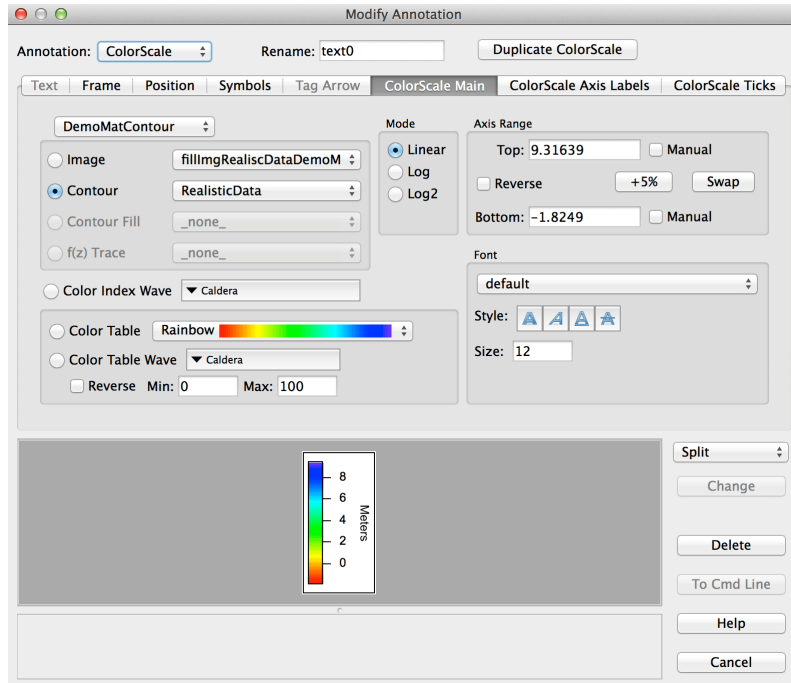 Modify Annotation
Annotation: ColorScale Rename: text0 Duplicate ColorScale
Text Frame Position Symbols Tag Arrow ColorScale Main ColorScale Axis Labels ColorScale Ticks
DemoMatContour
Image fillImgRealiscDataDemoM
Contour RealisticData
Contour Fill _none_
f(z) Trace _none_
Color Index Wave Caldera
Color Table Rainbow
Color Table Wave Caldera
Reverse Min: 0 Max: 100
Mode
Linear
Log
Log2
Axis Range
Top: 9.31639 Manual
Reverse +5% Swap
Bottom: -1.8249 Manual
Font
default
Style: A A A A
Size: 12
8
6
4
2
0
Meters
Split
Change
Delete
To Cmd Line
Help
Cancel